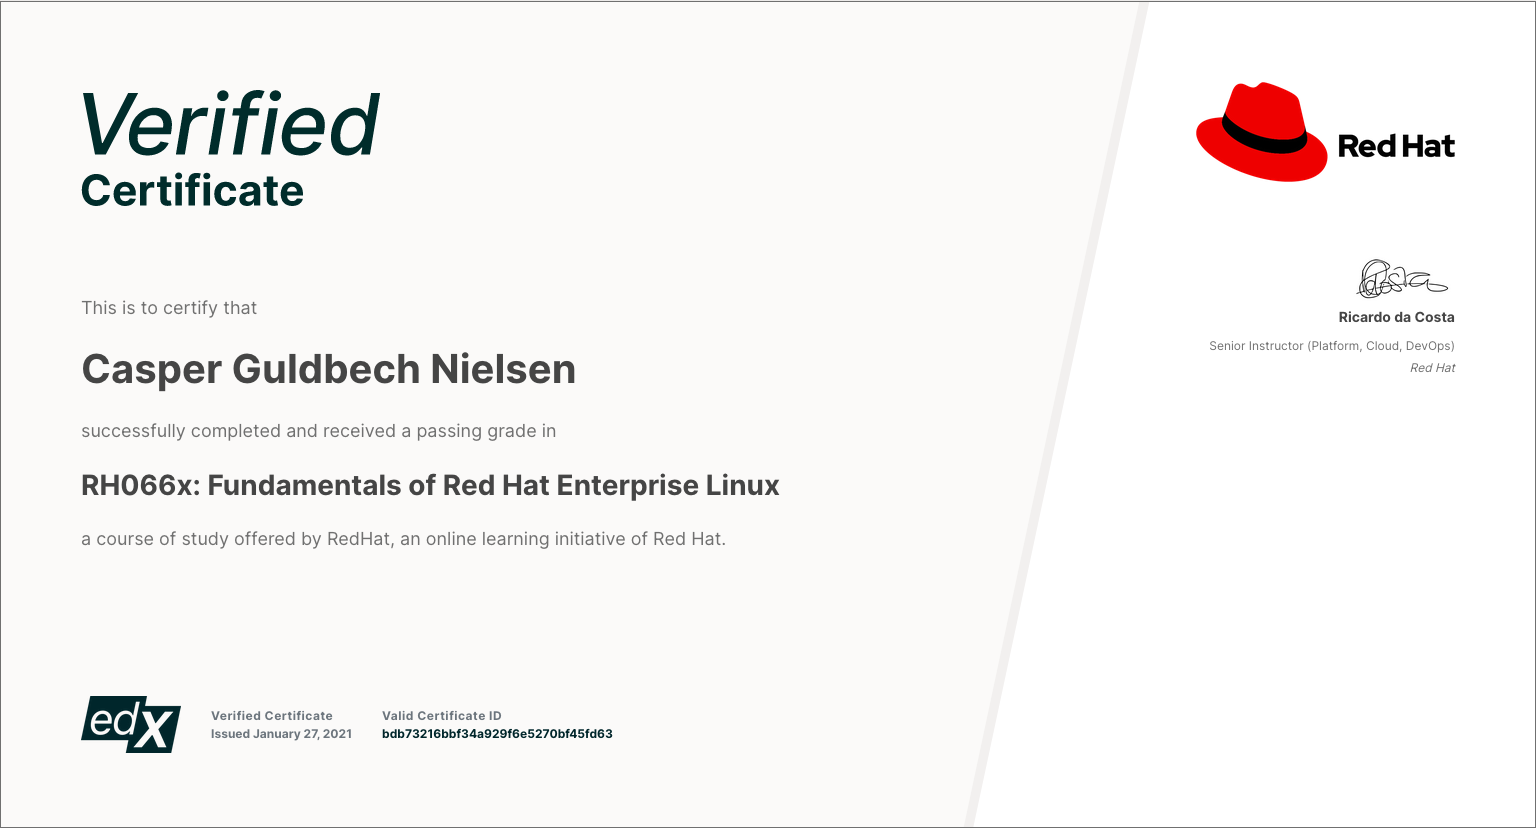 Verified
Certificate
This is to certify that
Casper Guldbech Nielsen
successfully completed and received a passing grade in
RH066x: Fundamentals of Red Hat Enterprise Linux
a course of study offered by RedHat, an online learning initiative of Red Hat.
edX
Verified Certificate
Issued January 27, 2021
Valid Certificate ID
bdb73216bbf34a929f6e5270bf45fd63
Red Hat
Ricardo da Costa
Senior Instructor (Platform, Cloud, DevOps)
Red Hat